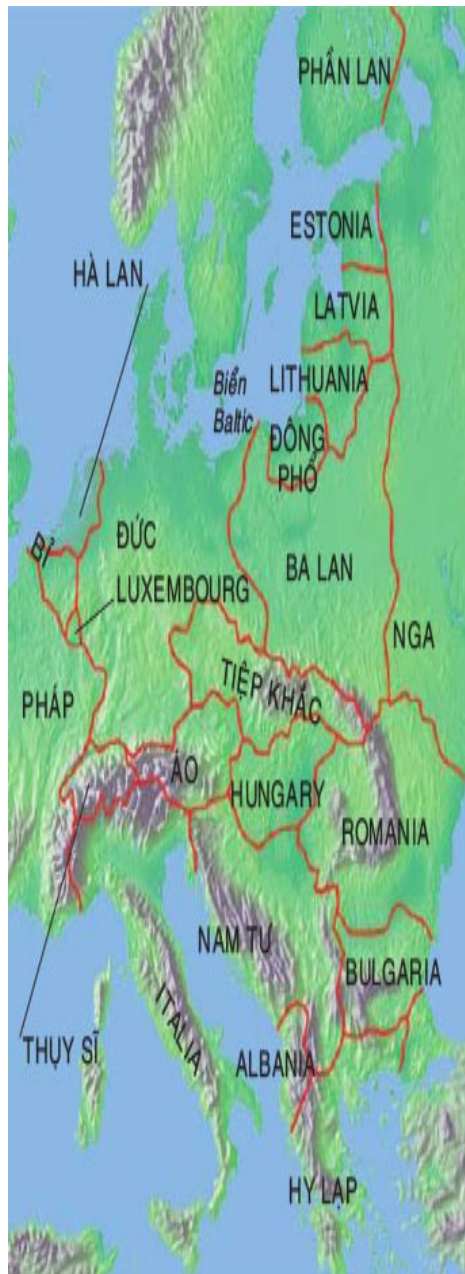 PHẦN LAN
ESTONIA
HÀ LAN
LATVIA
Biển
Baltic
LITHUANIA
ĐÔNG
PHỔ
BỈ
ĐỨC
BA LAN
LUXEMBOURG
NGA
PHÁP
TIỆP KHẮC
ÁO
HUNGARY
ROMANIA
NAM TƯ
BULGARIA
ITALIA
THỤY SĨ
ALBANIA
HY LẠP